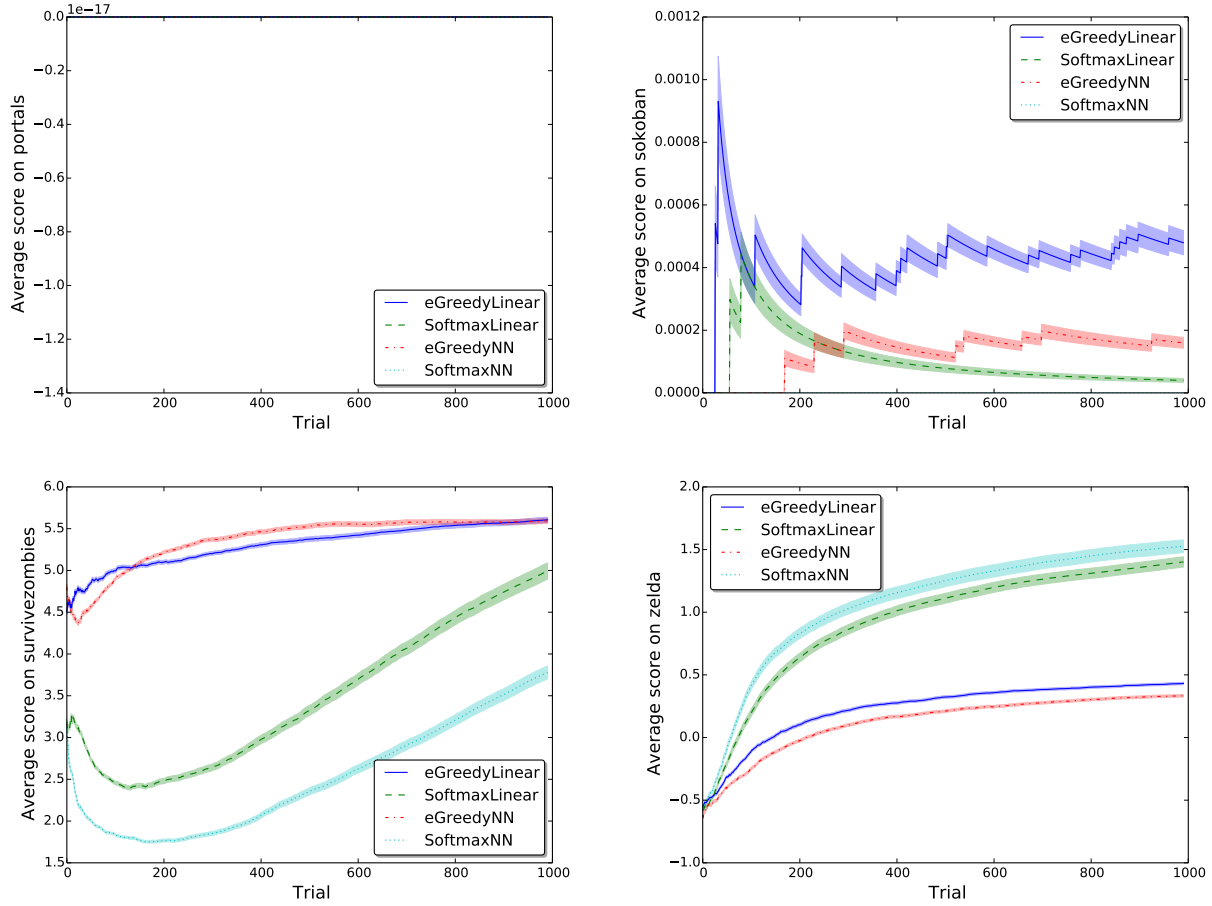 1e−17
0.0
−0.2
−0.4
−0.6
−0.8
−1.0
−1.2
−1.4
0 200 400 600 800 1000
Trial
Average score on portals
eGreedyLinear
SoftmaxLinear
eGreedyNN
SoftmaxNN
0.0012
0.0010
0.0008
0.0006
0.0004
0.0002
0.0000
0 200 400 600 800 1000
Trial
Average score on sokoban
eGreedyLinear
SoftmaxLinear
eGreedyNN
SoftmaxNN
6.0
5.5
5.0
4.5
4.0
3.5
3.0
2.5
2.0
1.5
0 200 400 600 800 1000
Trial
Average score on survivezombies
eGreedyLinear
SoftmaxLinear
eGreedyNN
SoftmaxNN
2.0
1.5
1.0
0.5
0.0
−0.5
−1.0
0 200 400 600 800 1000
Trial
Average score on zelda
eGreedyLinear
SoftmaxLinear
eGreedyNN
SoftmaxNN